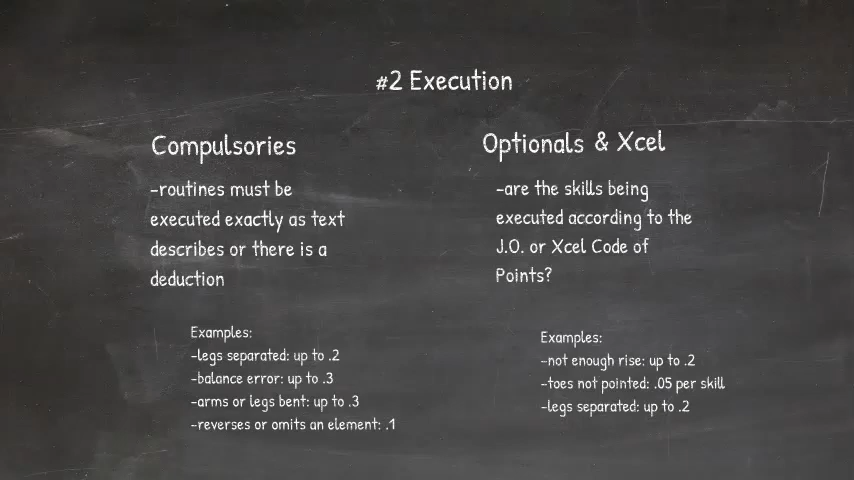 #2 Execution
Compulsories
-routines must be
executed exactly as text
describes or there is a
deduction
Examples:
-legs separated: up to .2
-balance error: up to .3
-arms or legs bent: up to .3
-reverses or omits an element: .1
Optionals & Xcel
-are the skills being
executed according to the
J.O. or Xcel Code of
Points?
Examples:
-not enough rise: up to .2
-toes not pointed: .05 per skill
-legs separated: up to .2